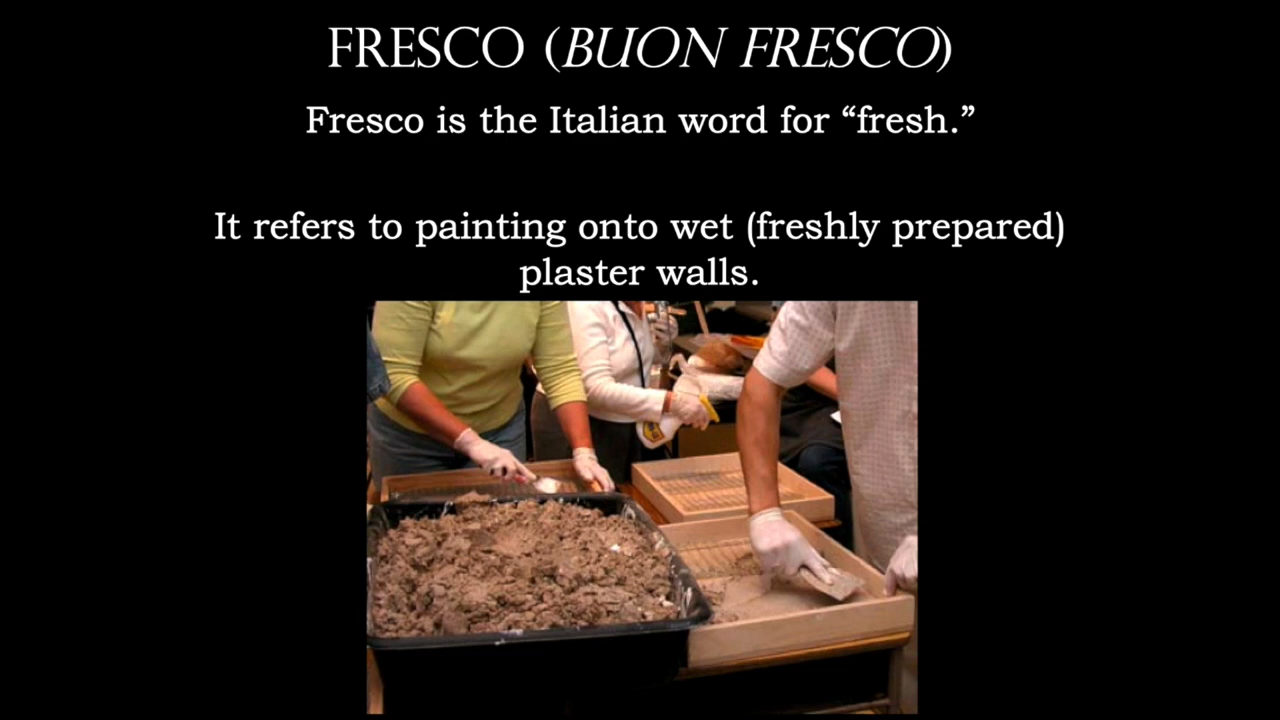 FRESCO (BUON FRESCO)
Fresco is the Italian word for “fresh.”
It refers to painting onto wet (freshly prepared)
plaster walls.